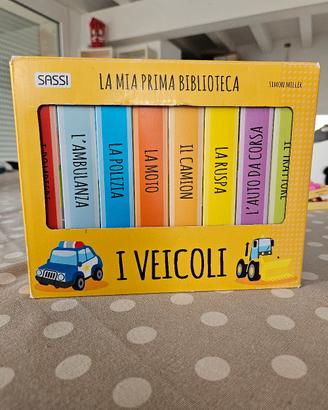 SASSI
LA MIA PRIMA BIBLIOTECA
SIMON MILLER
L'AMBULANZA
LA POLIZIA
LA MOTO
IL CAMION
LA RUSPA
L'AUTO DA CORSA
I VEICOLI